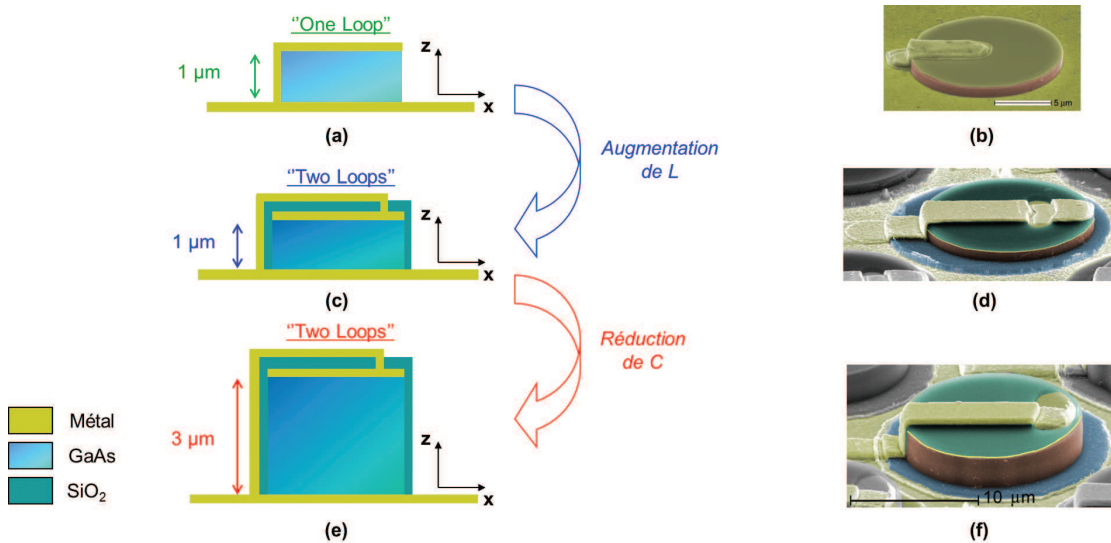 ‘‘One Loop’’
z
1 µm
x
(a)
5 µm
(b)
Augmentation
de L
‘‘Two Loops’’
z
1 µm
x
(c)
(d)
‘‘Two Loops’’
Réduction
de C
Métal
GaAs
SiO₂
3 µm
z
x
(e)
10 µm
(f)